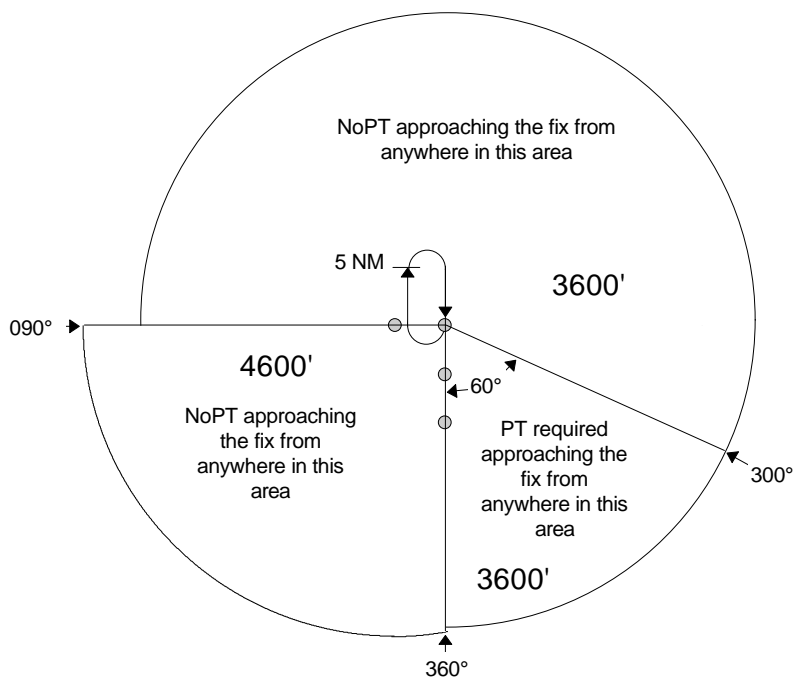 NoPT approaching the fix from
anywhere in this area
5 NM
3600'
090°
4600'
60°
NoPT approaching
the fix from
anywhere in this
area
PT required
approaching the
fix from
anywhere in this
area
300°
3600'
360°